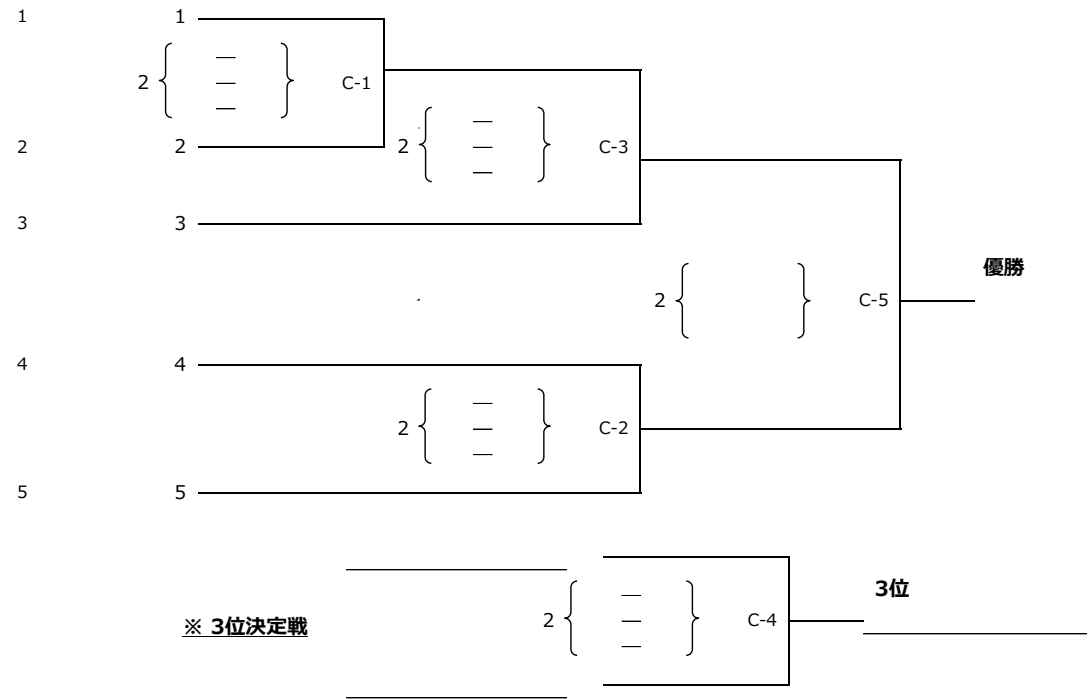 1 1
2 { — — — } C-1
2 2
2 { — — — } C-3
3 3
優勝
2 { } C-5
4 4
2 { — — — } C-2
5 5
3位
※ 3位決定戦 2 { — — — } C-4